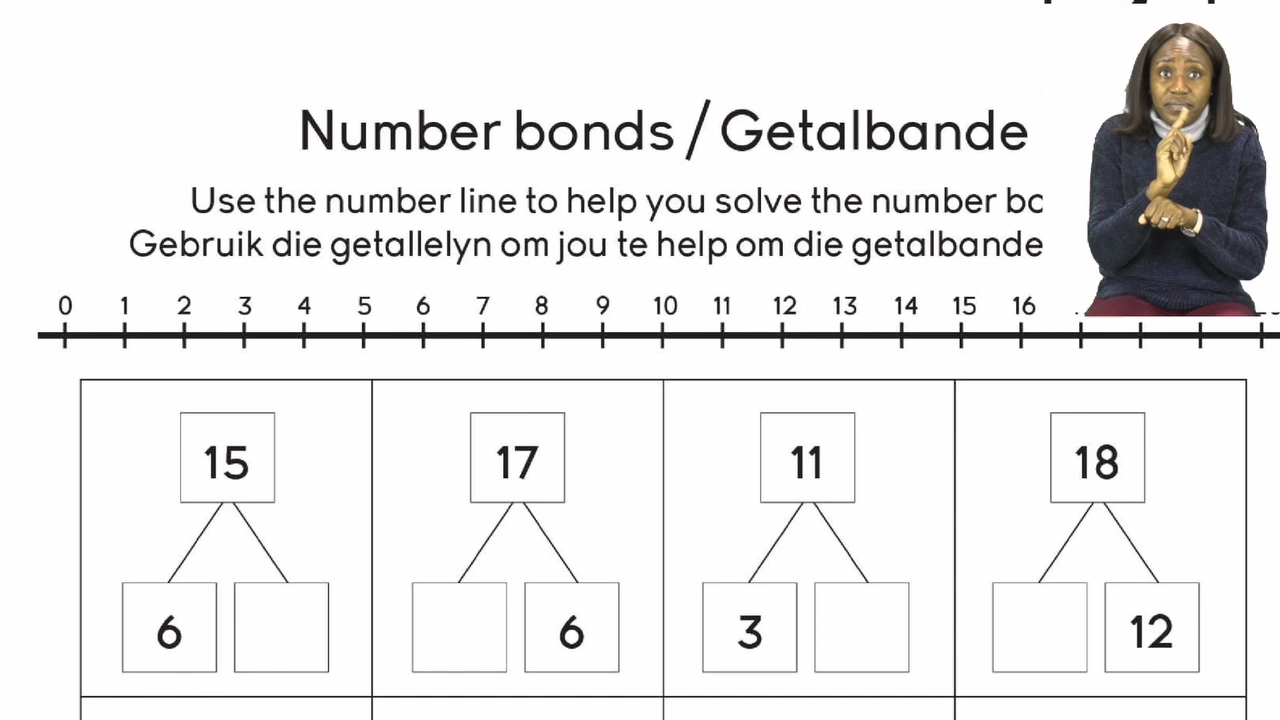 Number bonds / Getalbande
Use the number line to help you solve the number
Gebruik die getallelyn om jou te help om die getalbande
0 1 2 3 4 5 6 7 8 9 10 11 12 13 14 15 16
15 17 11 18
6 6 3 12